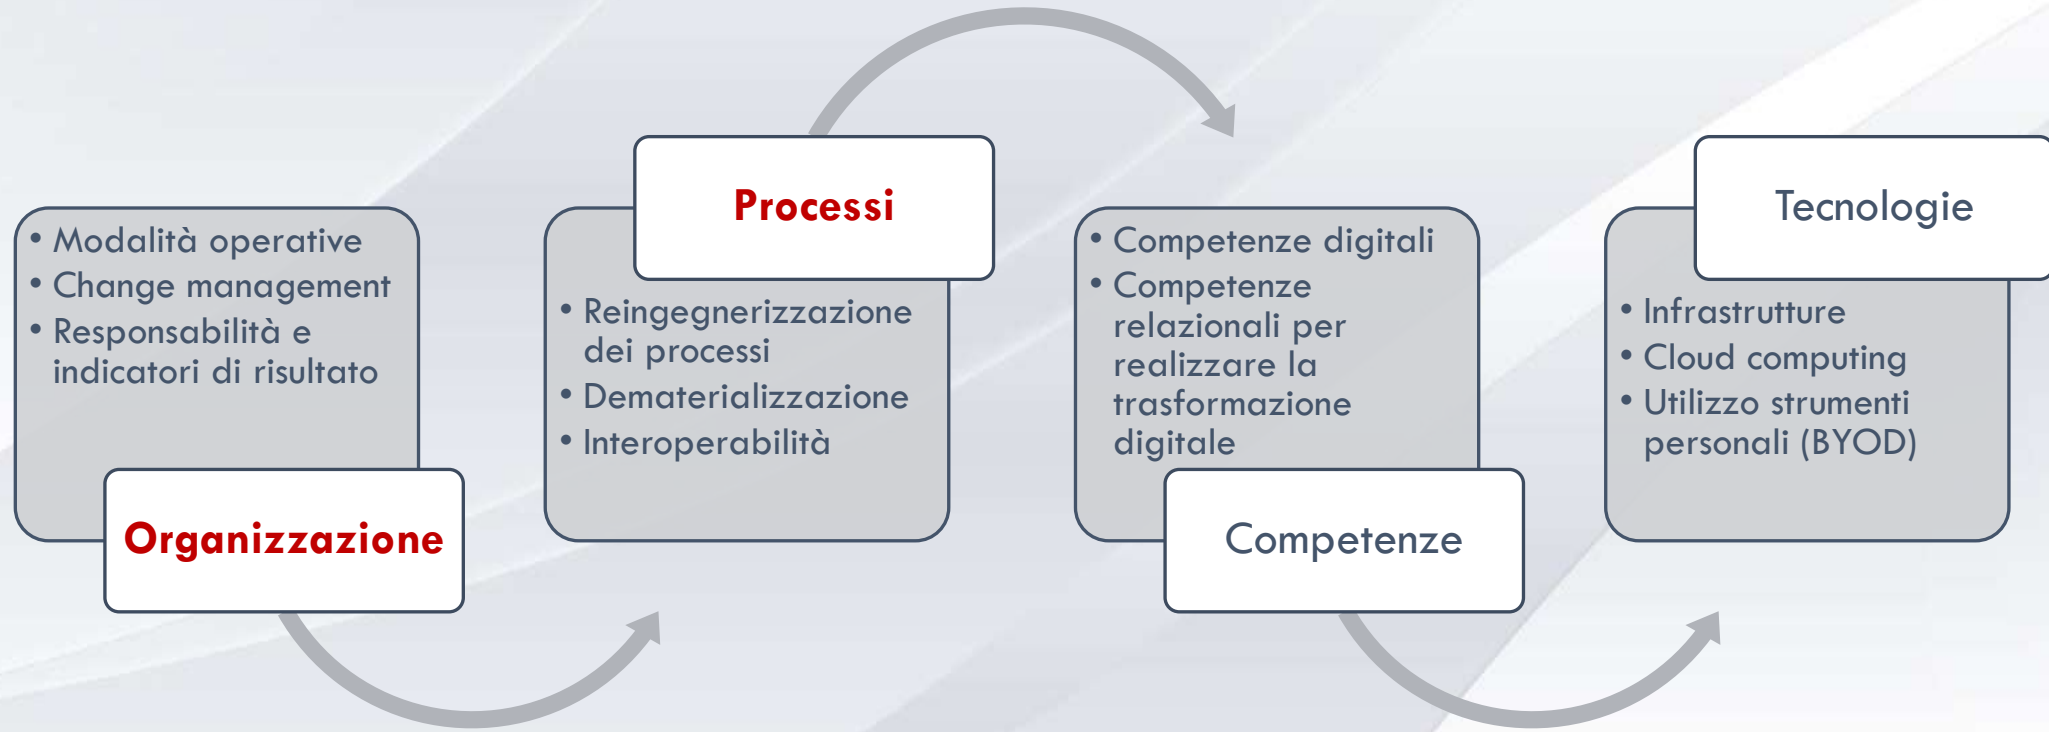 • Modalità operative
• Change management
• Responsabilità e
indicatori di risultato
Organizzazione
Processi
• Reingegnerizzazione
dei processi
• Dematerializzazione
• Interoperabilità
• Competenze digitali
• Competenze
relazionali per
realizzare la
trasformazione
digitale
Competenze
Tecnologie
• Infrastrutture
• Cloud computing
• Utilizzo strumenti
personali (BYOD)